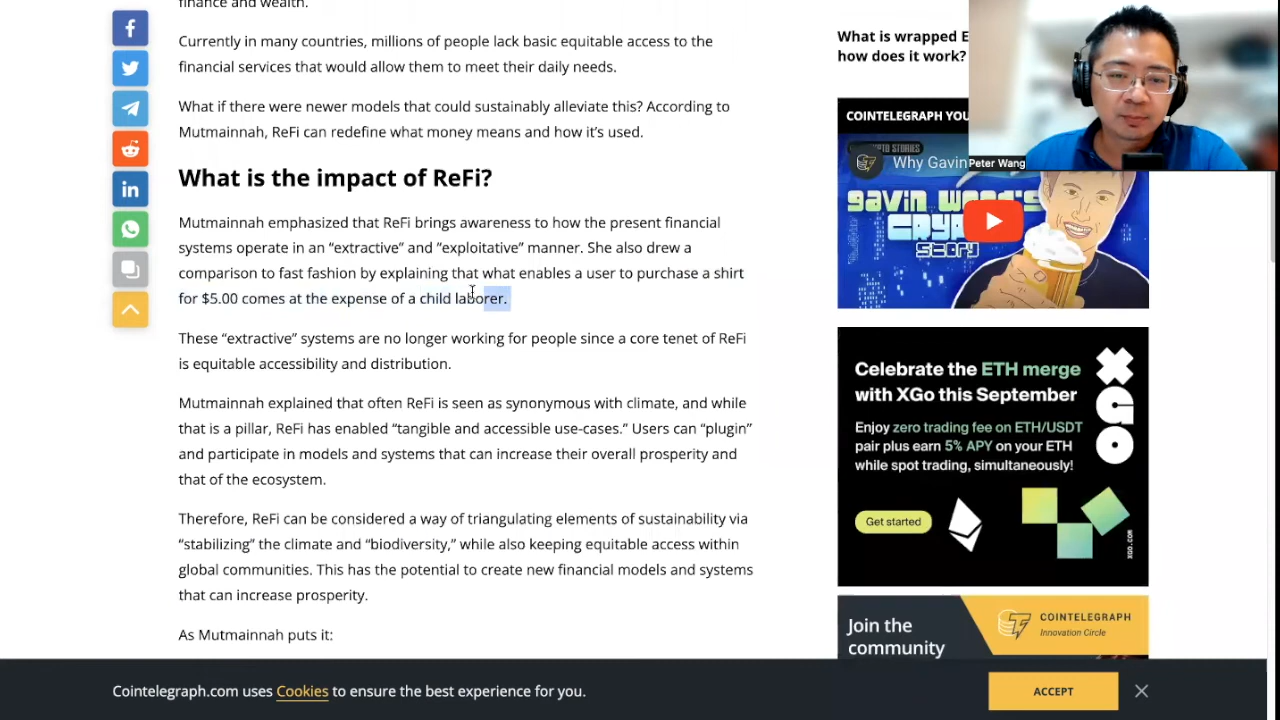 finance and wealth.
Currently in many countries, millions of people lack basic equitable access to the
financial services that would allow them to meet their daily needs.
What if there were newer models that could sustainably alleviate this? According to
Mutmainnah, ReFi can redefine what money means and how it’s used.
What is the impact of ReFi?
Mutmainnah emphasized that ReFi brings awareness to how the present financial
systems operate in an “extractive” and “exploitative” manner. She also drew a
comparison to fast fashion by explaining that what enables a user to purchase a shirt
for $5.00 comes at the expense of a child laborer.
These “extractive” systems are no longer working for people since a core tenet of ReFi
is equitable accessibility and distribution.
Mutmainnah explained that often ReFi is seen as synonymous with climate, and while
that is a pillar, ReFi has enabled “tangible and accessible use-cases.” Users can “plugin”
and participate in models and systems that can increase their overall prosperity and
that of the ecosystem.
Therefore, ReFi can be considered a way of triangulating elements of sustainability via
“stabilizing” the climate and “biodiversity,” while also keeping equitable access within
global communities. This has the potential to create new financial models and systems
that can increase prosperity.
As Mutmainnah puts it:
What is wrapped E
how does it work?
Peter Wang
COINTELEGRAPH YOU
STORIES
Why Gavin
gavin wood's
crypto
story
Celebrate the ETH merge
with XGo this September
Enjoy zero trading fee on ETH/USDT
pair plus earn 5% APY on your ETH
while spot trading, simultaneously!
Get started
XGO
XGO.COM
Join the
community
COINTELEGRAPH
Innovation Circle
Cointelegraph.com uses Cookies to ensure the best experience for you.
ACCEPT